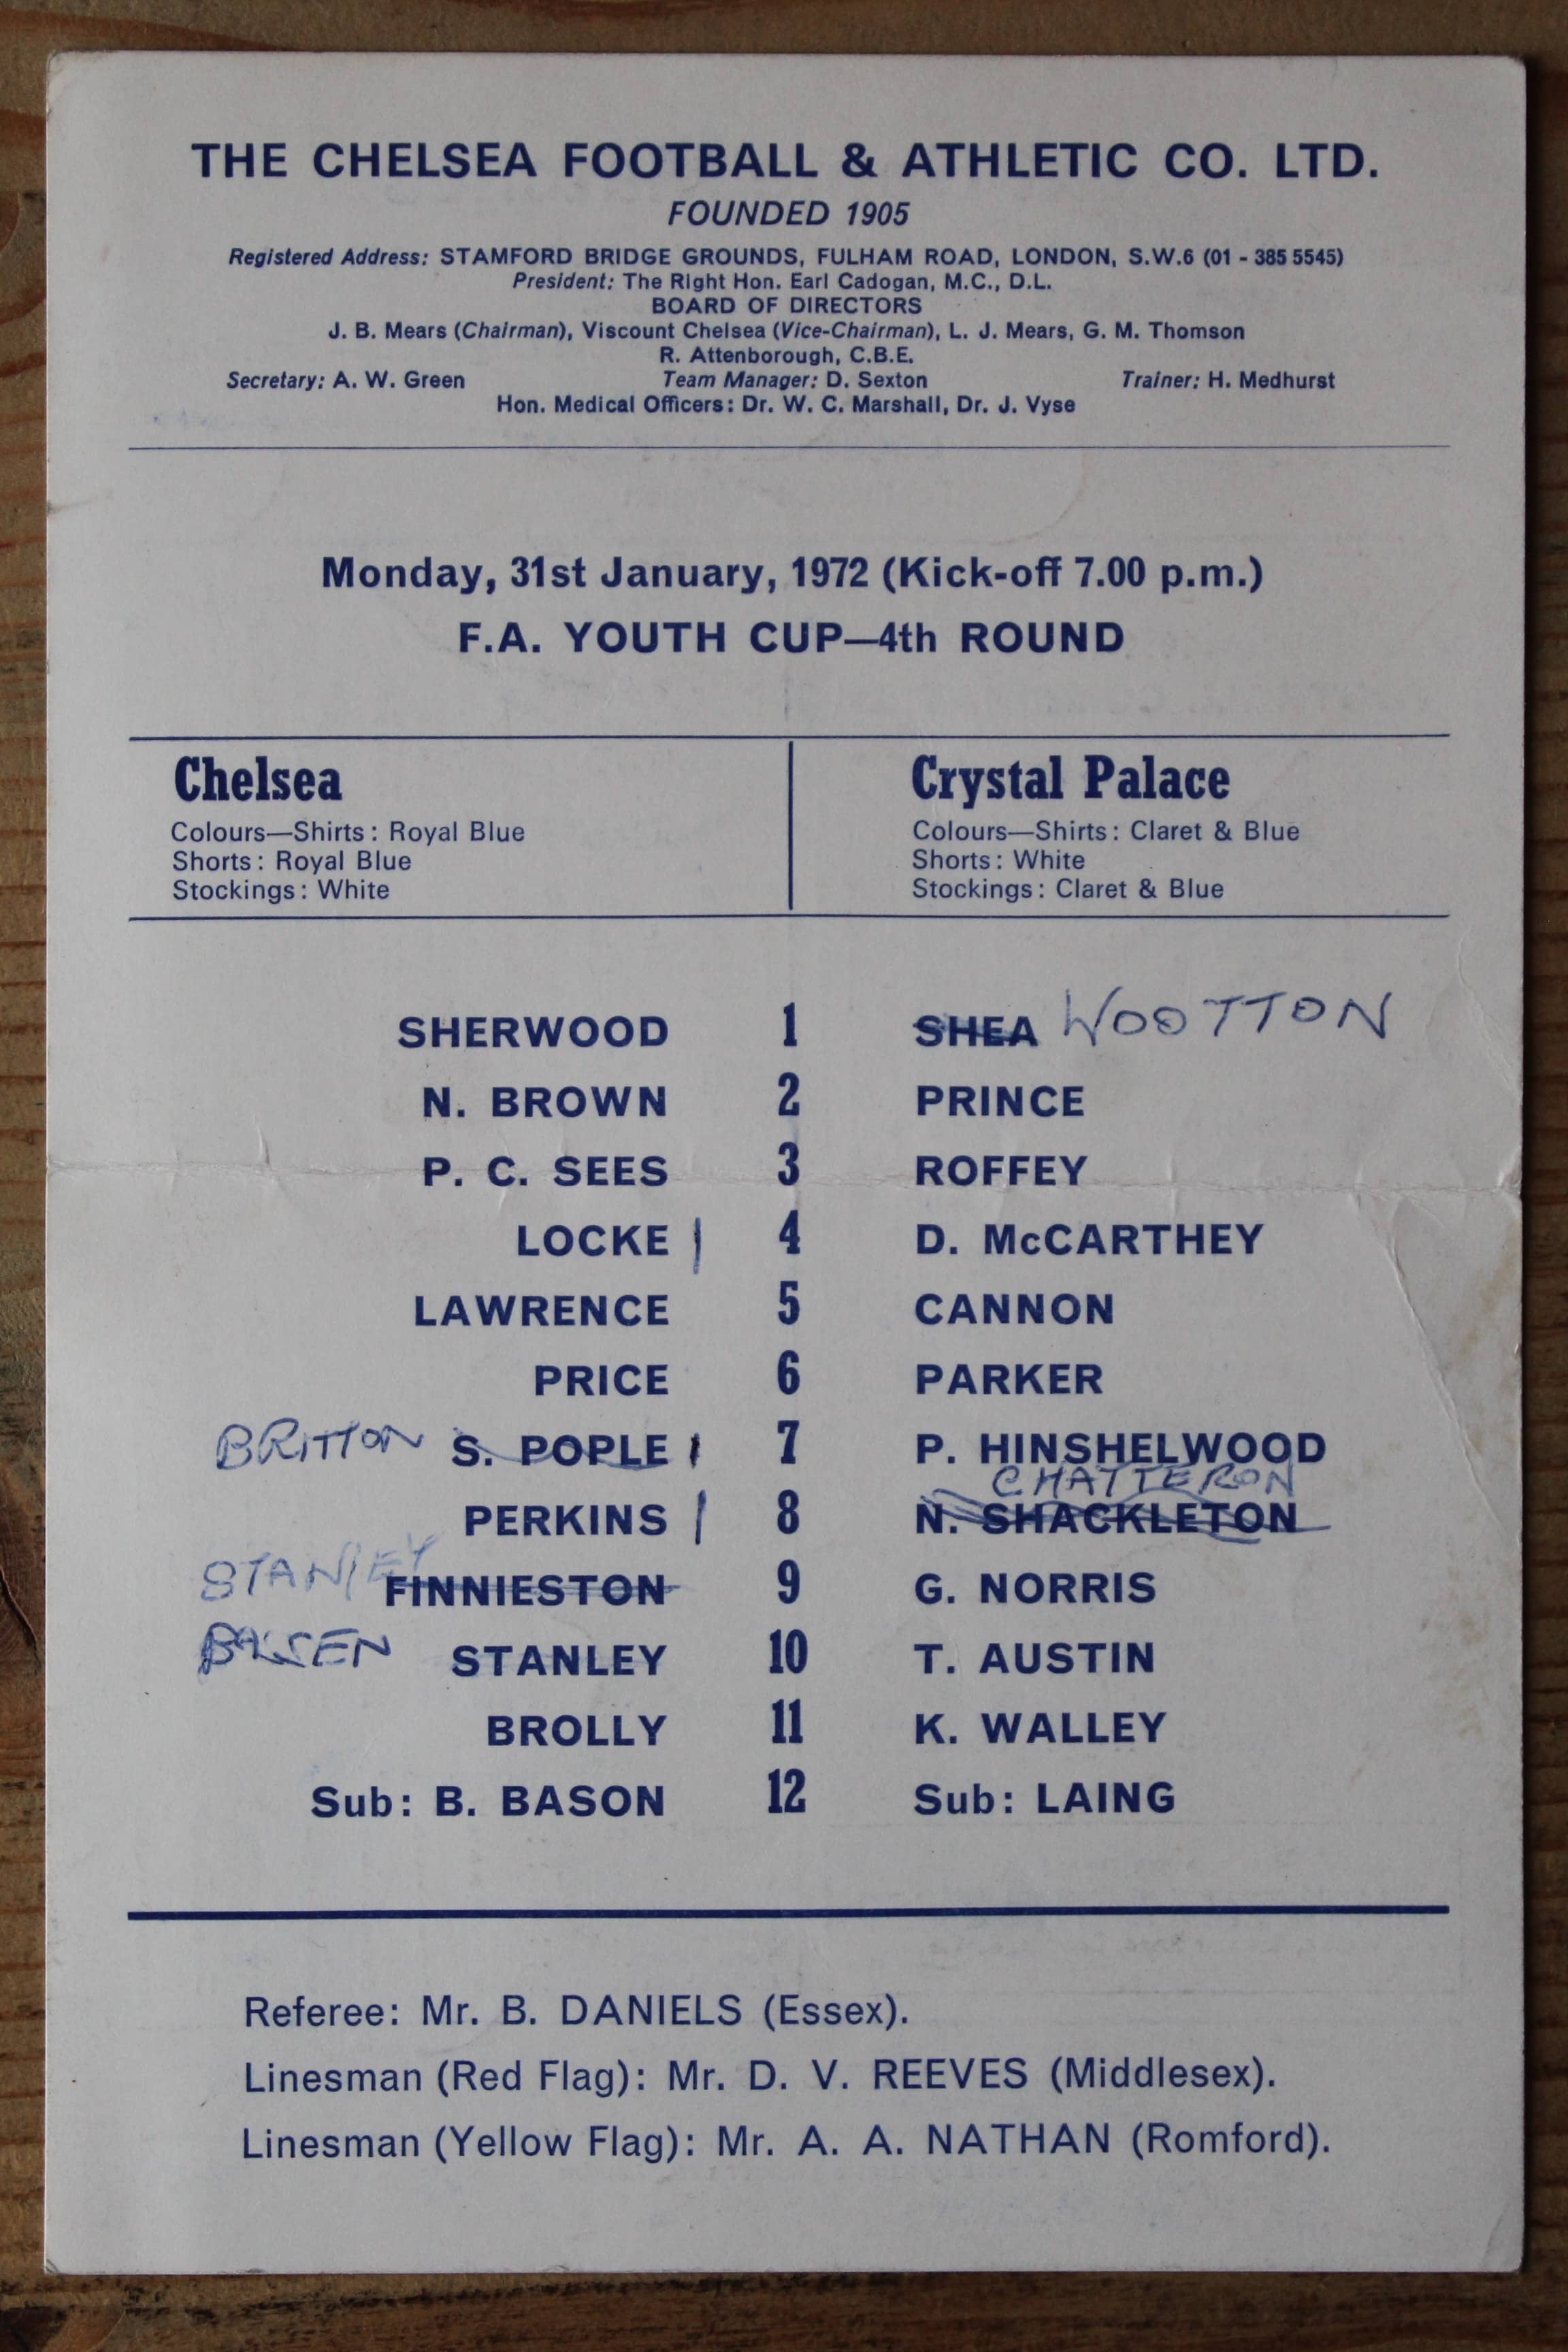 THE CHELSEA FOOTBALL & ATHLETIC CO. LTD.
FOUNDED 1905
Registered Address: STAMFORD BRIDGE GROUNDS, FULHAM ROAD, LONDON, S.W.6 (01 - 385 5545)
President: The Right Hon. Earl Cadogan, M.C., D.L.
BOARD OF DIRECTORS
J. B. Mears (Chairman), Viscount Chelsea (Vice-Chairman), L. J. Mears, G. M. Thomson
R. Attenborough, C.B.E.
Secretary: A. W. Green Team Manager: D. Sexton Trainer: H. Medhurst
Hon. Medical Officers: Dr. W. C. Marshall, Dr. J. Vyse
Monday, 31st January, 1972 (Kick-off 7.00 p.m.)
F.A. YOUTH CUP—4th ROUND
Chelsea
Colours—Shirts: Royal Blue
Shorts: Royal Blue
Stockings: White
Crystal Palace
Colours—Shirts: Claret & Blue
Shorts: White
Stockings: Claret & Blue
SHERWOOD 1 SHEA WOOTTON
N. BROWN 2 PRINCE
P. C. SEES 3 ROFFEY
LOCKE | 4 D. McCARTHEY
LAWRENCE 5 CANNON
PRICE 6 PARKER
BRITTON S. POPLE | 7 P. HINSHELWOOD
CHATTERON
PERKINS | 8 N. SHACKLETON
STANLEY FINNIESTON 9 G. NORRIS
STANLEY 10 T. AUSTIN
BROLLY 11 K. WALLEY
Sub: B. BASON 12 Sub: LAING
Referee: Mr. B. DANIELS (Essex).
Linesman (Red Flag): Mr. D. V. REEVES (Middlesex).
Linesman (Yellow Flag): Mr. A. A. NATHAN (Romford).